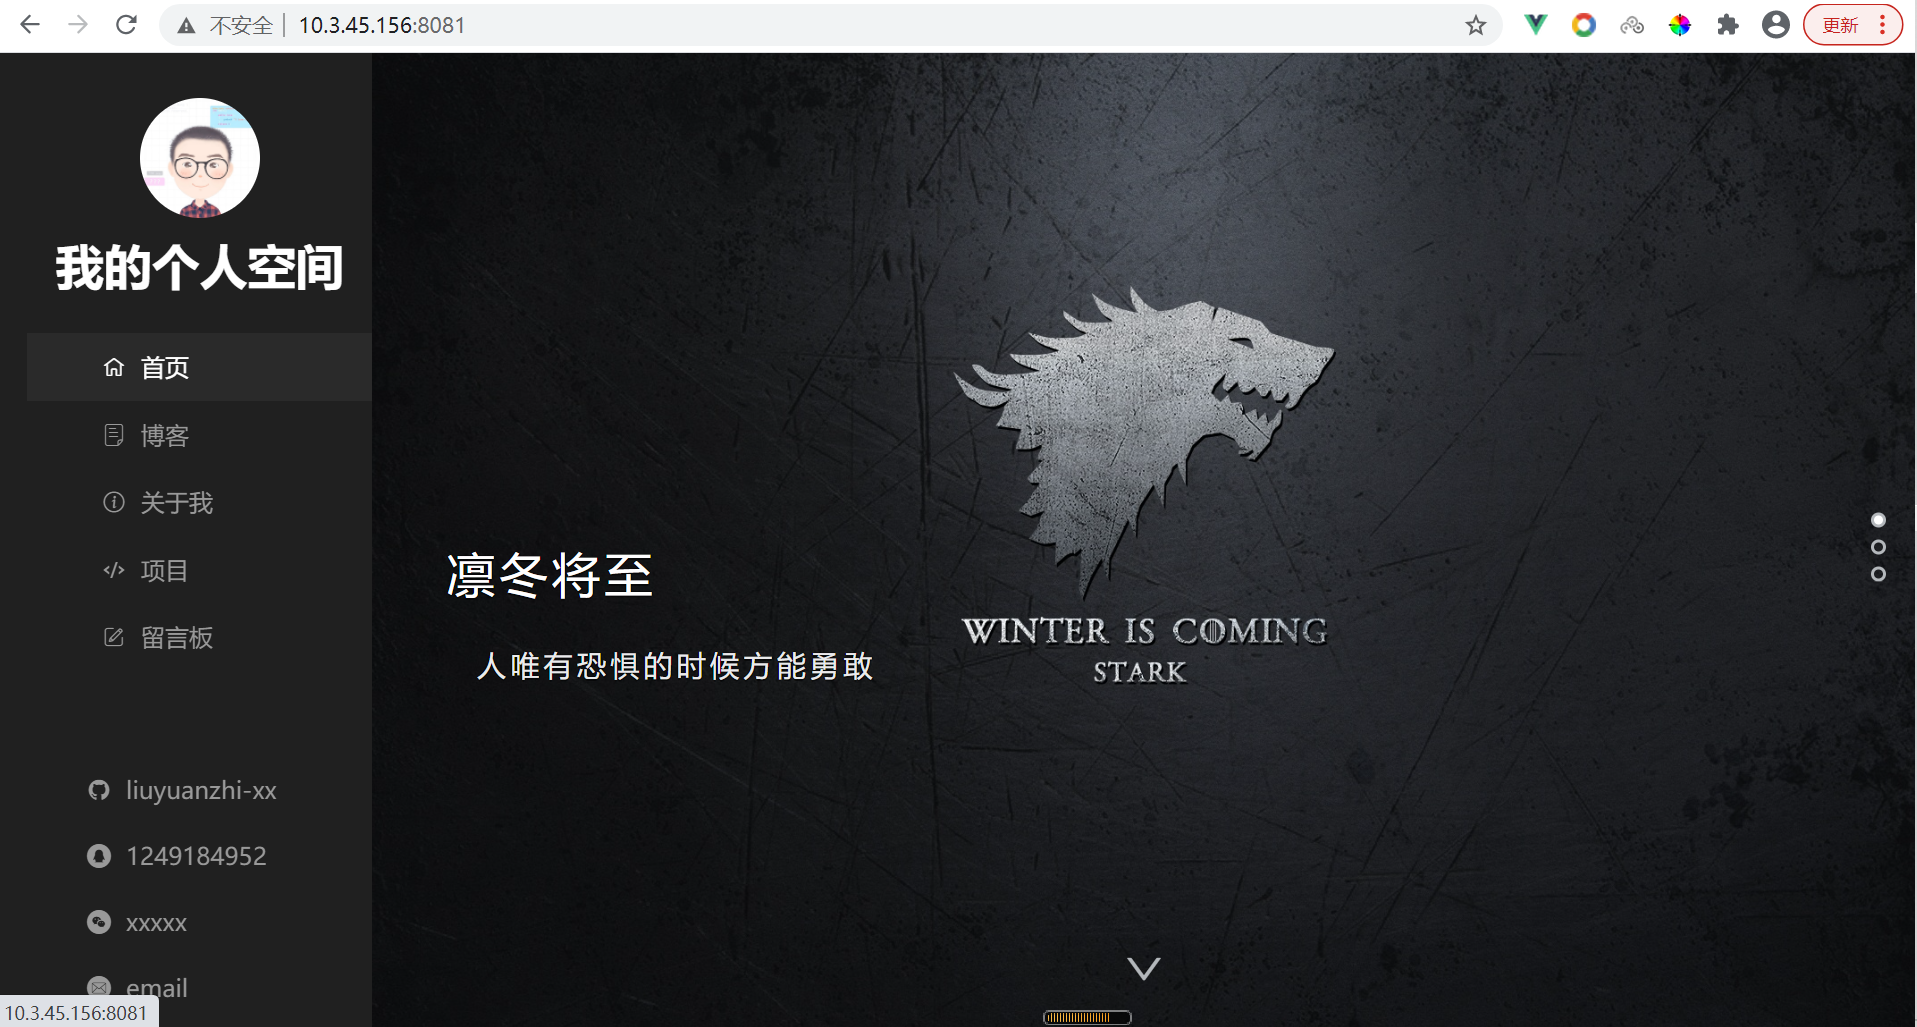 不安全 | 10.3.45.156:8081
更新
我的个人空间
首页
博客
关于我
项目
留言板
liuyuanzhi-xx
1249184952
xxxxx
email
10.3.45.156:8081
凛冬将至
人唯有恐惧的时候方能勇敢
WINTER IS COMING
STARK